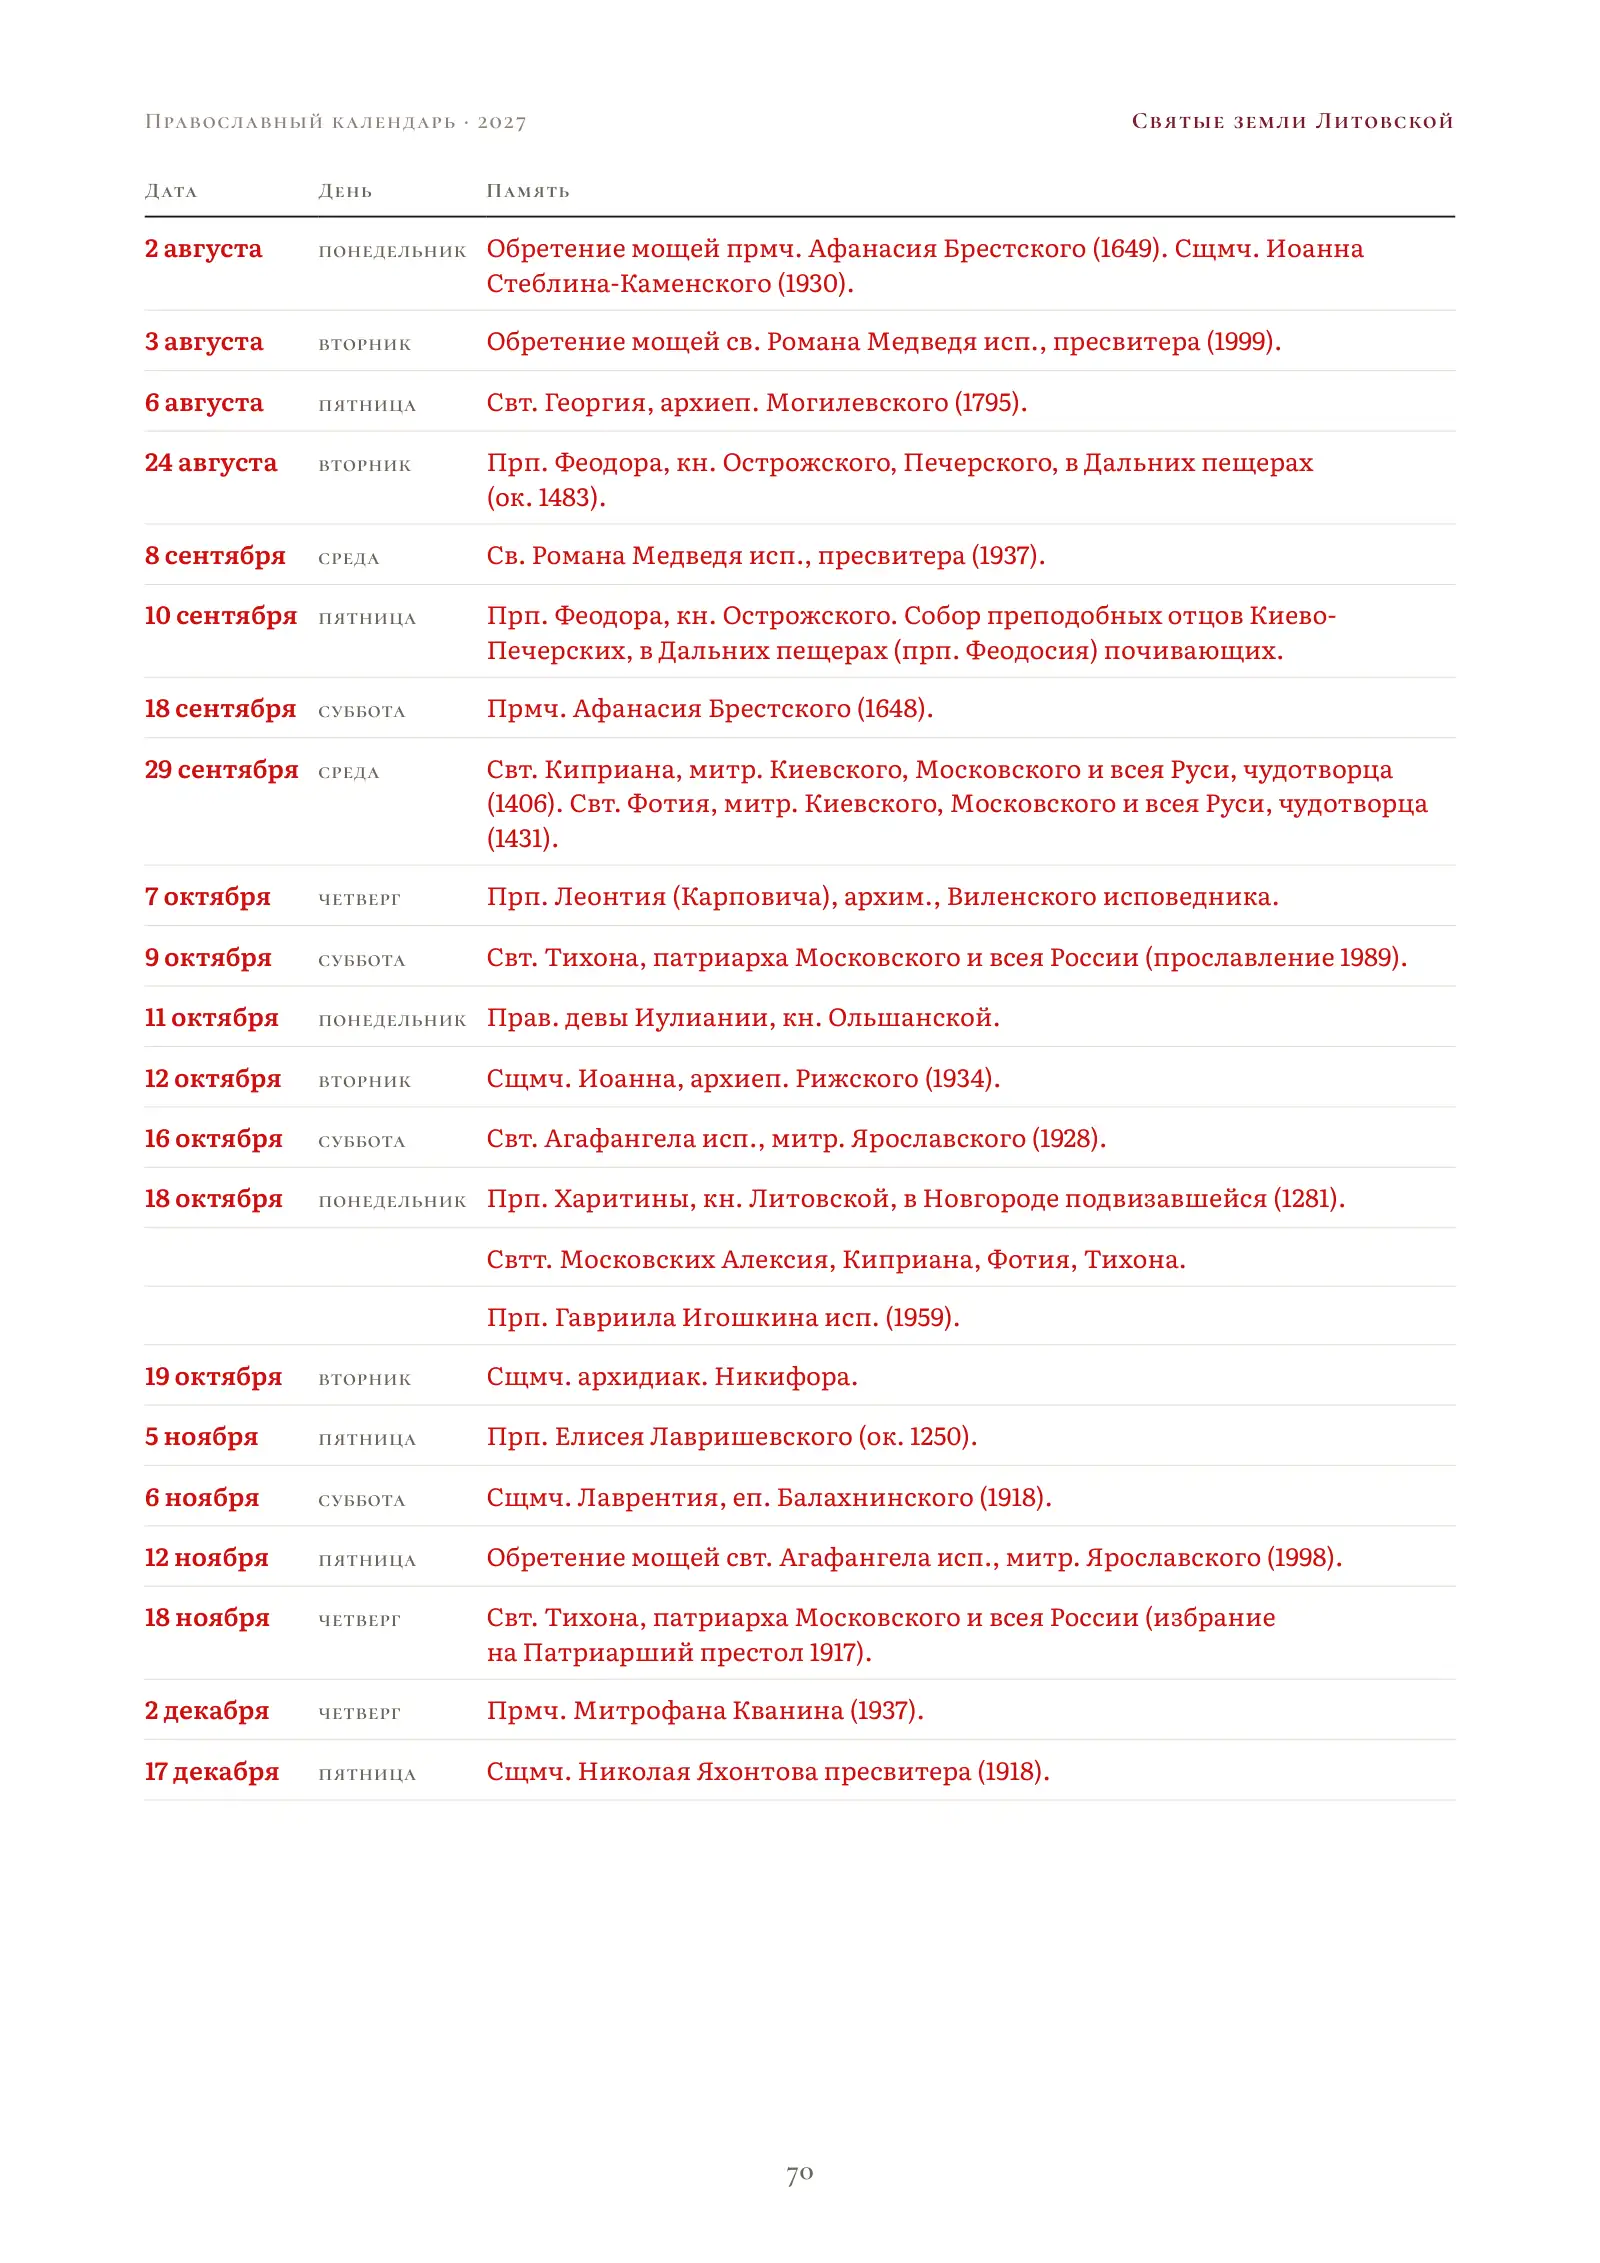 Православный календарь · 2027
Святые земли Литовской
Дата День Память
2 августа понедельник Обретение мощей прмч. Афанасия Брестского (1649). Сщмч. Иоанна
Стеблина-Каменского (1930).
3 августа вторник Обретение мощей св. Романа Медведя исп., пресвитера (1999).
6 августа пятница Свт. Георгия, архиеп. Могилевского (1795).
24 августа вторник Прп. Феодора, кн. Острожского, Печерского, в Дальних пещерах
(ок. 1483).
8 сентября среда Св. Романа Медведя исп., пресвитера (1937).
10 сентября пятница Прп. Феодора, кн. Острожского. Собор преподобных отцов Киево-
Печерских, в Дальних пещерах (прп. Феодосия) почивающих.
18 сентября суббота Прмч. Афанасия Брестского (1648).
29 сентября среда Свт. Киприана, митр. Киевского, Московского и всея Руси, чудотворца
(1406). Свт. Фотия, митр. Киевского, Московского и всея Руси, чудотворца
(1431).
7 октября четверг Прп. Леонтия (Карповича), архим., Виленского исповедника.
9 октября суббота Свт. Тихона, патриарха Московского и всея России (прославление 1989).
11 октября понедельник Прав. девы Иулиании, кн. Ольшанской.
12 октября вторник Сщмч. Иоанна, архиеп. Рижского (1934).
16 октября суббота Свт. Агафангела исп., митр. Ярославского (1928).
18 октября понедельник Прп. Харитины, кн. Литовской, в Новгороде подвизавшейся (1281).
Свтт. Московских Алексия, Киприана, Фотия, Тихона.
Прп. Гавриила Игошкина исп. (1959).
19 октября вторник Сщмч. архидиак. Никифора.
5 ноября пятница Прп. Елисея Лавришевского (ок. 1250).
6 ноября суббота Сщмч. Лаврентия, еп. Балахнинского (1918).
12 ноября пятница Обретение мощей свт. Агафангела исп., митр. Ярославского (1998).
18 ноября четверг Свт. Тихона, патриарха Московского и всея России (избрание
на Патриарший престол 1917).
2 декабря четверг Прмч. Митрофана Кванина (1937).
17 декабря пятница Сщмч. Николая Яхонтова пресвитера (1918).
70